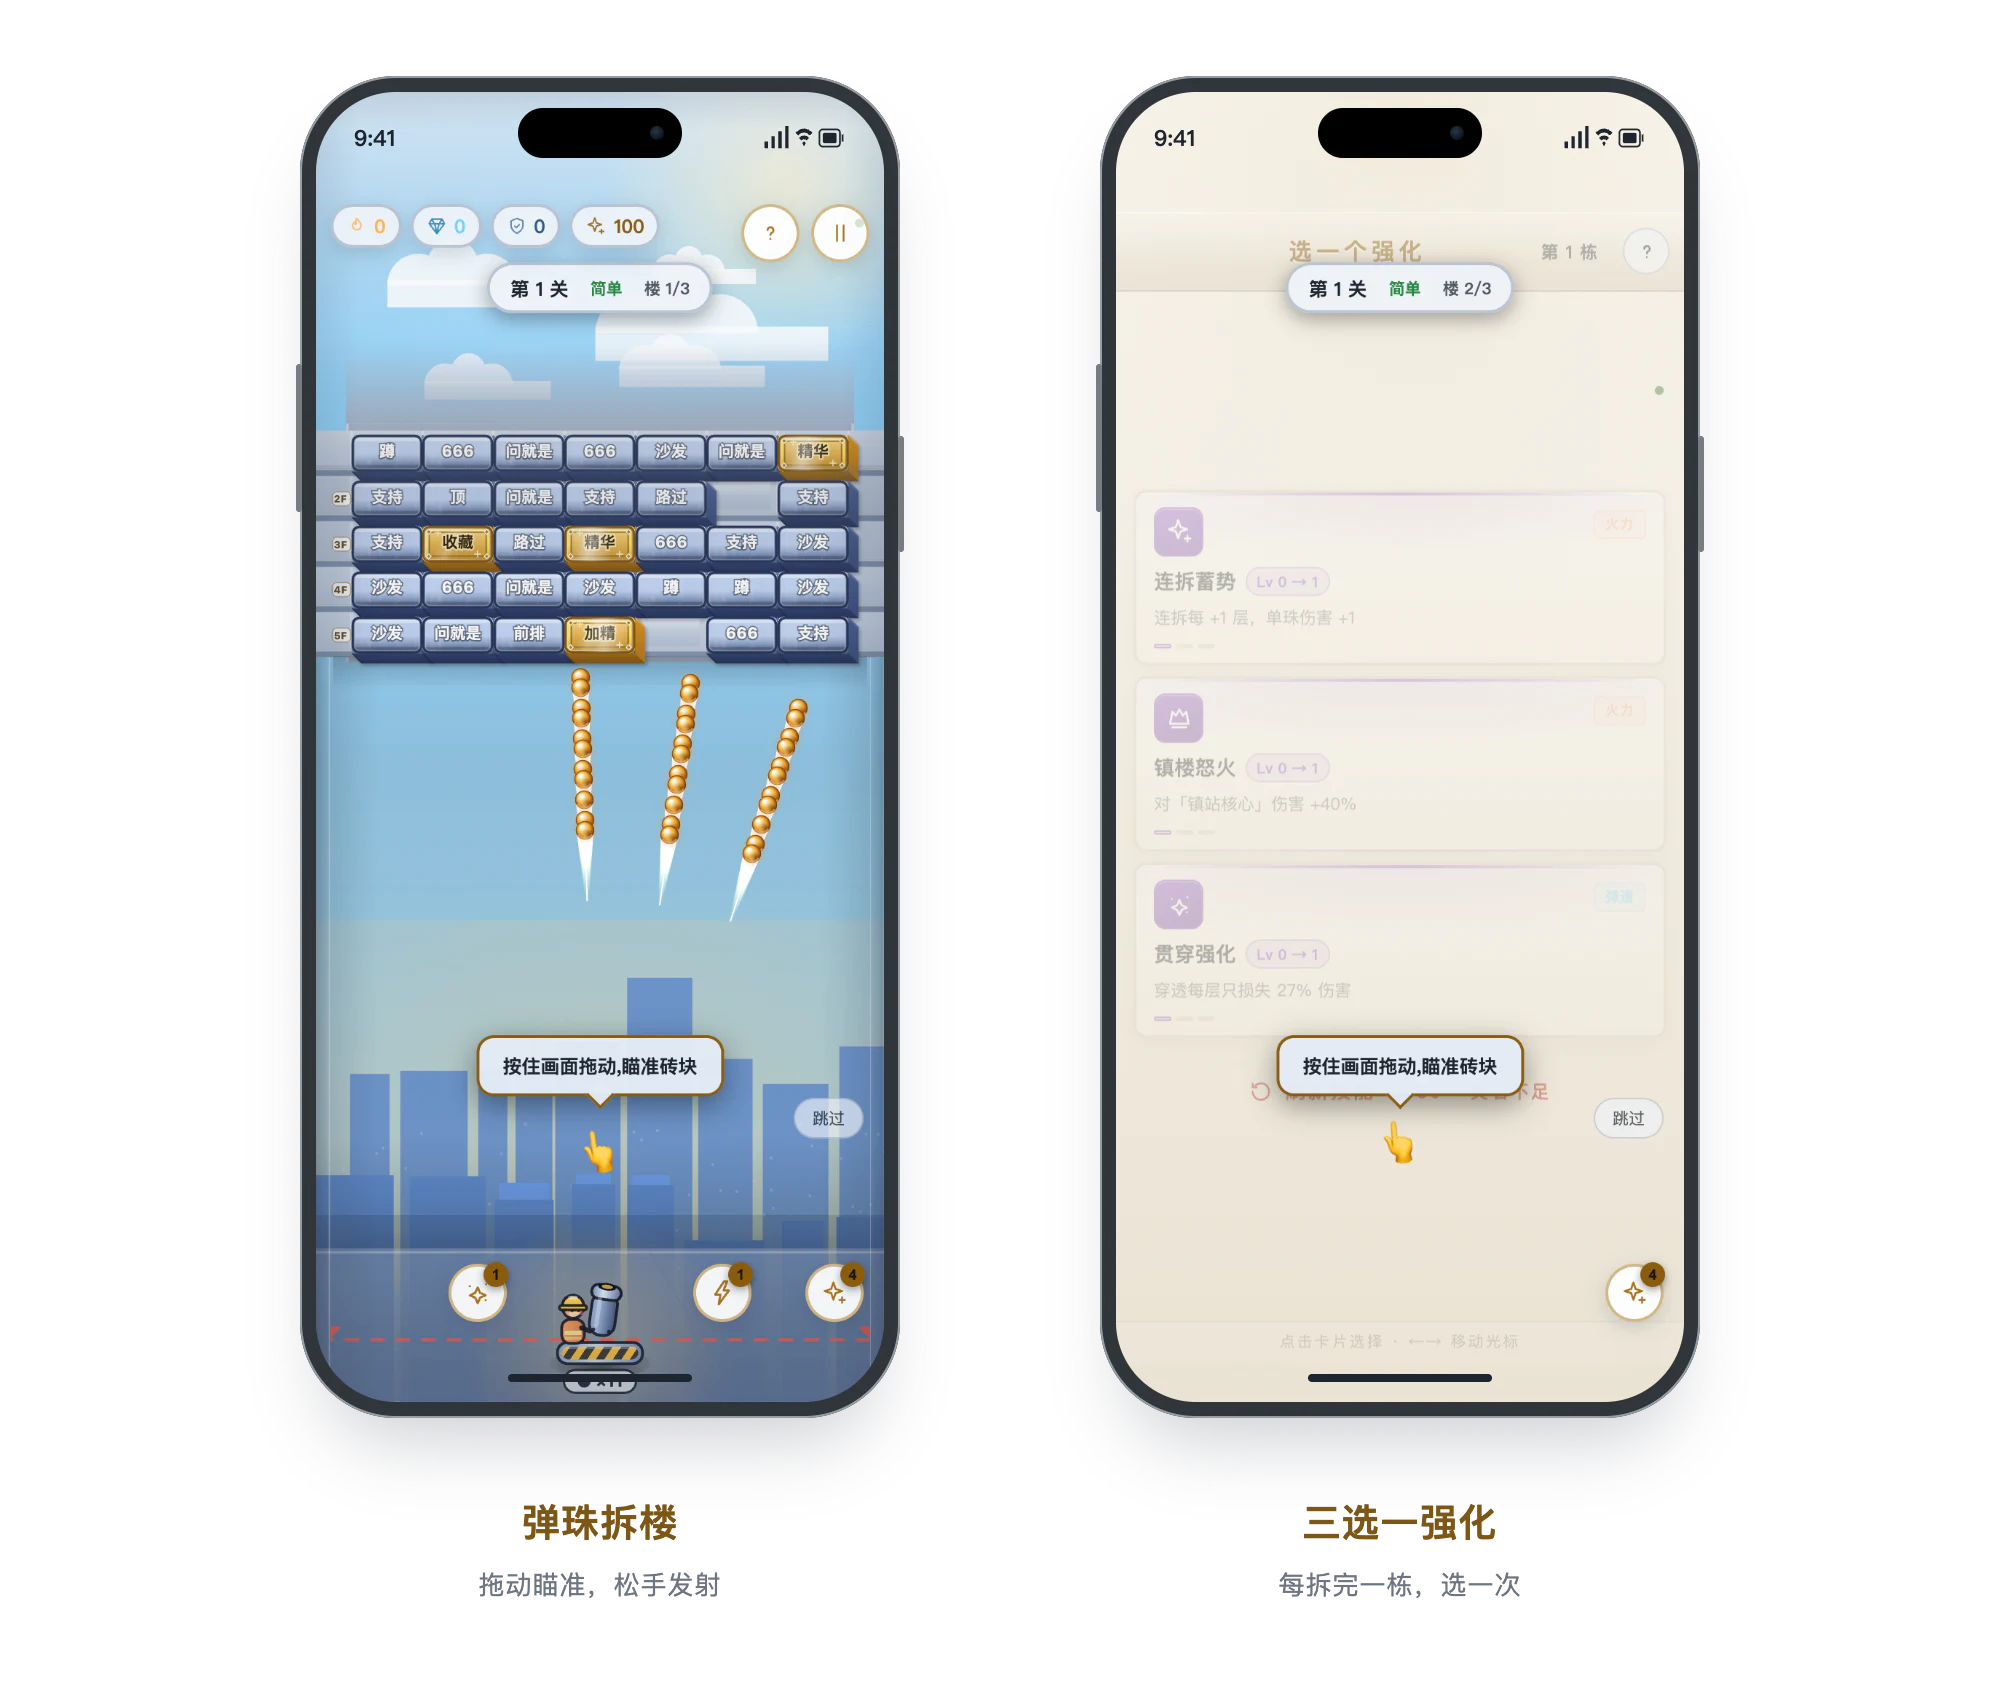 9:41
0 0 0 100
?
第 1 关 简单 楼 1/3
蹲 666 问就是 666 沙发 问就是 精华
2F 支持 顶 问就是 支持 路过 支持
3F 支持 收藏 路过 精华 666 支持 沙发
4F 沙发 666 问就是 沙发 蹲 蹲 沙发
5F 沙发 问就是 前排 加精 666 支持
按住画面拖动,瞄准砖块
跳过
1 1 4
弹珠拆楼
拖动瞄准，松手发射
9:41
选一个强化 第 1 栋 ?
第 1 关 简单 楼 2/3
火力
连拆蓄势 Lv 0 → 1
连拆每 +1 层，单珠伤害 +1
火力
镇楼怒火 Lv 0 → 1
对「镇站核心」伤害 +40%
弹道
贯穿强化 Lv 0 → 1
穿透每层只损失 27% 伤害
按住画面拖动,瞄准砖块
不足
跳过
4
点击卡片选择 · ←→ 移动光标
三选一强化
每拆完一栋，选一次